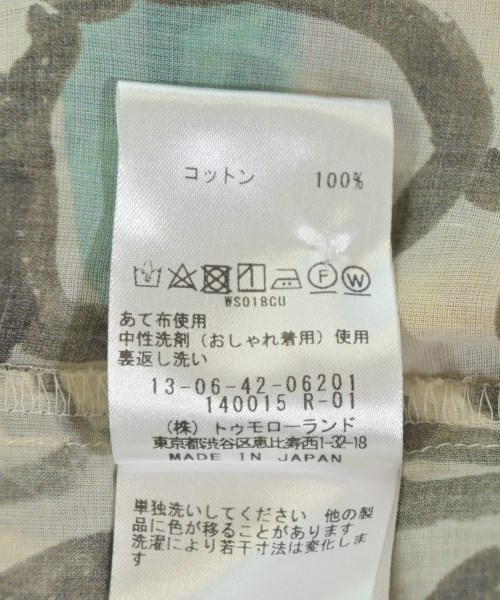 コットン 100%
F W
WS018CU
あて布使用
中性洗剤（おしゃれ着用）使用
裏返し洗い
13-06-42-06201
140015 R-01
（株）トゥモローランド
東京都渋谷区恵比寿西1-32-18
MADE IN JAPAN
単独洗いしてください 他の製
品に色が移ることがあります
洗濯により若干寸法は変化しま
す